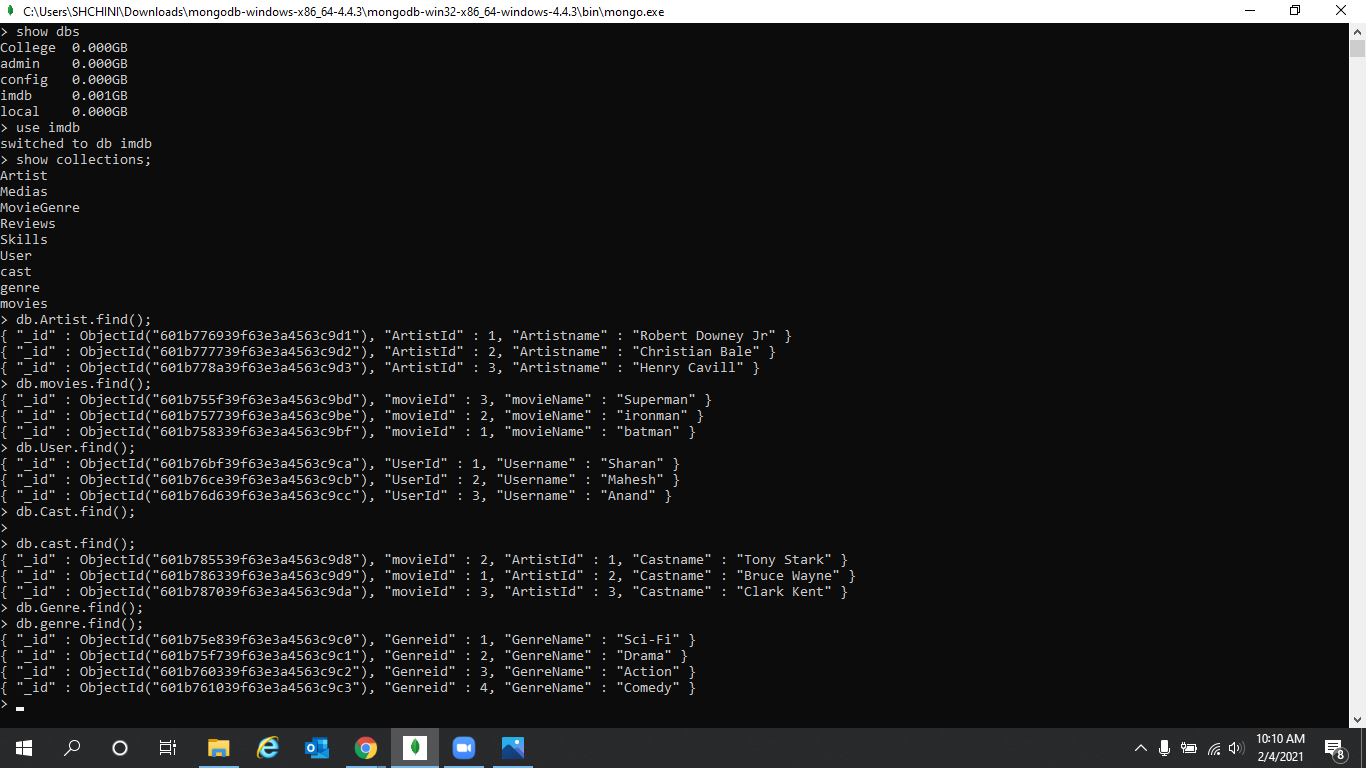 C:\Users\SHCHINI\Downloads\mongodb-windows-x86_64-4.4.3\mongodb-win32-x86_64-windows-4.4.3\bin\mongo.exe
> show dbs
College  0.000GB
admin    0.000GB
config   0.000GB
imdb     0.001GB
local    0.000GB
> use imdb
switched to db imdb
> show collections;
Artist
Medias
MovieGenre
Reviews
Skills
User
cast
genre
movies
> db.Artist.find();
{ "_id" : ObjectId("601b776939f63e3a4563c9d1"), "ArtistId" : 1, "Artistname" : "Robert Downey Jr" }
{ "_id" : ObjectId("601b777739f63e3a4563c9d2"), "ArtistId" : 2, "Artistname" : "Christian Bale" }
{ "_id" : ObjectId("601b778a39f63e3a4563c9d3"), "ArtistId" : 3, "Artistname" : "Henry Cavill" }
> db.movies.find();
{ "_id" : ObjectId("601b755f39f63e3a4563c9bd"), "movieId" : 3, "movieName" : "Superman" }
{ "_id" : ObjectId("601b757739f63e3a4563c9be"), "movieId" : 2, "movieName" : "ironman" }
{ "_id" : ObjectId("601b758339f63e3a4563c9bf"), "movieId" : 1, "movieName" : "batman" }
> db.User.find();
{ "_id" : ObjectId("601b76bf39f63e3a4563c9ca"), "UserId" : 1, "Username" : "Sharan" }
{ "_id" : ObjectId("601b76ce39f63e3a4563c9cb"), "UserId" : 2, "Username" : "Mahesh" }
{ "_id" : ObjectId("601b76d639f63e3a4563c9cc"), "UserId" : 3, "Username" : "Anand" }
> db.Cast.find();
>
> db.cast.find();
{ "_id" : ObjectId("601b785539f63e3a4563c9d8"), "movieId" : 2, "ArtistId" : 1, "Castname" : "Tony Stark" }
{ "_id" : ObjectId("601b786339f63e3a4563c9d9"), "movieId" : 1, "ArtistId" : 2, "Castname" : "Bruce Wayne" }
{ "_id" : ObjectId("601b787039f63e3a4563c9da"), "movieId" : 3, "ArtistId" : 3, "Castname" : "Clark Kent" }
> db.Genre.find();
> db.genre.find();
{ "_id" : ObjectId("601b75e839f63e3a4563c9c0"), "Genreid" : 1, "GenreName" : "Sci-Fi" }
{ "_id" : ObjectId("601b75f739f63e3a4563c9c1"), "Genreid" : 2, "GenreName" : "Drama" }
{ "_id" : ObjectId("601b760339f63e3a4563c9c2"), "Genreid" : 3, "GenreName" : "Action" }
{ "_id" : ObjectId("601b761039f63e3a4563c9c3"), "Genreid" : 4, "GenreName" : "Comedy" }
> _
10:10 AM
2/4/2021
8